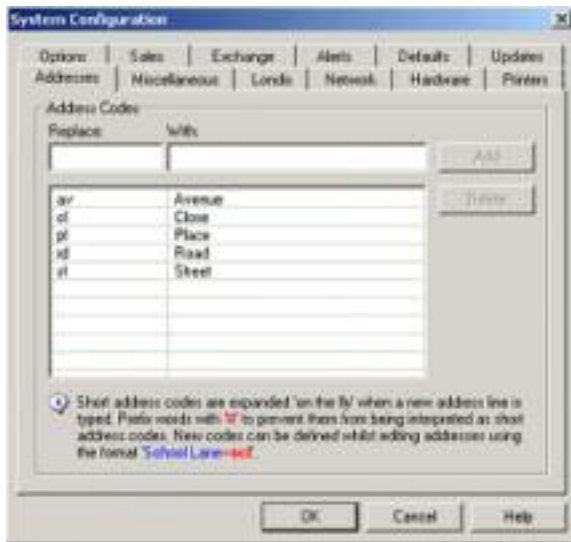 System Configuration
Options Sales Exchange Alerts Defaults Updates
Addresses Miscellaneous Londis Network Hardware Printers
Address Codes
Replace: With:
Add
Delete
av Avenue
cl Close
pl Place
rd Road
st Street
Short address codes are expanded 'on the fly' when a new address line is
typed. Prefix words with to prevent them from being interpreted as short
address codes. New codes can be defined whilst editing addresses using
the format 'School Lane
OK Cancel Help